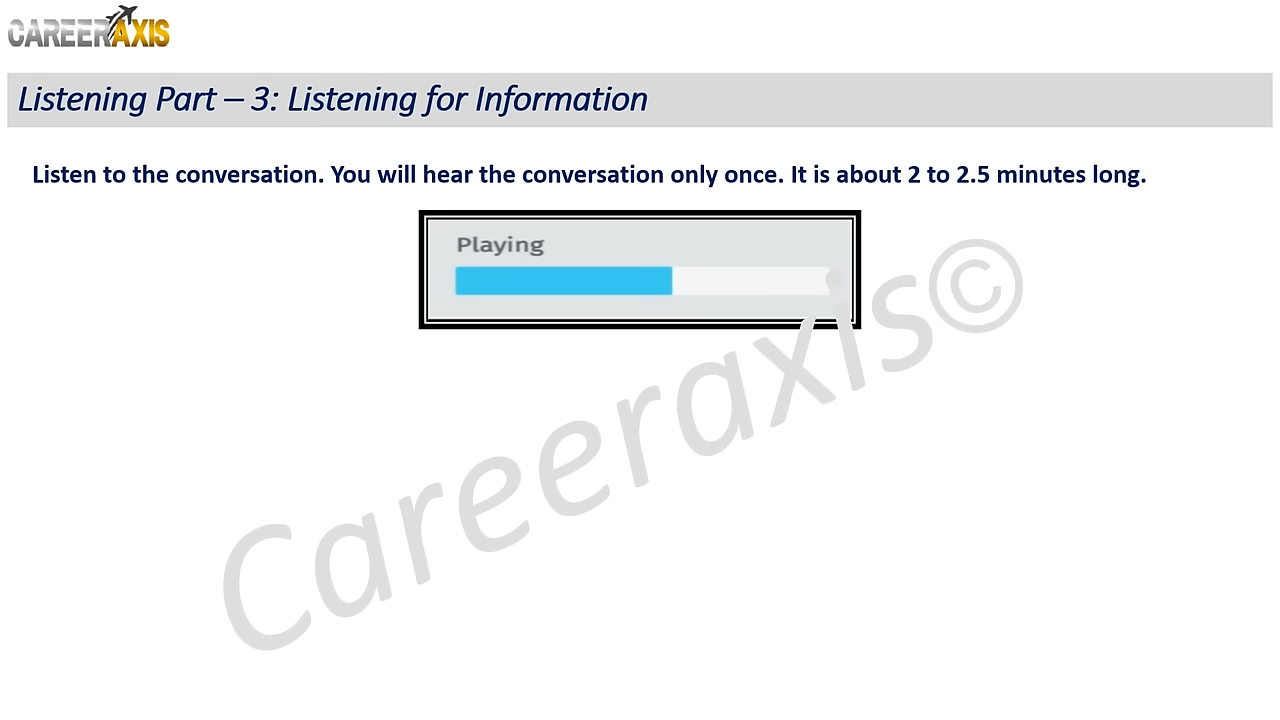 CAREERAXIS
Listening Part – 3: Listening for Information
Listen to the conversation. You will hear the conversation only once. It is about 2 to 2.5 minutes long.
Playing
Careeraxis©